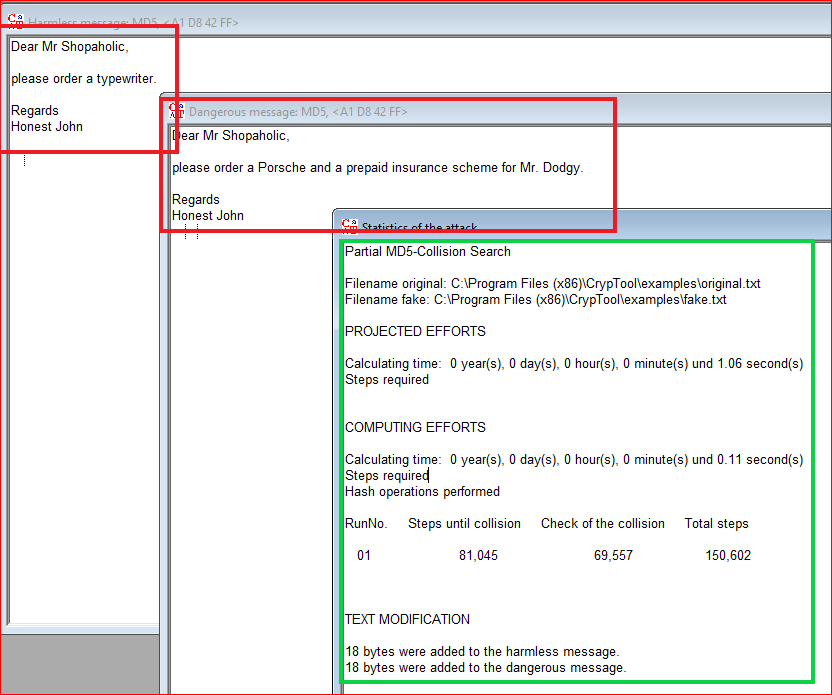 Harmless message: MD5, <A1 D8 42 FF>
Dear Mr Shopaholic,
please order a typewriter.
Regards
Honest John
Dangerous message: MD5, <A1 D8 42 FF>
Dear Mr Shopaholic,
please order a Porsche and a prepaid insurance scheme for Mr. Dodgy.
Regards
Honest John
Statistics of the attack
Partial MD5-Collision Search
Filename original: C:\Program Files (x86)\CrypTool\examples\original.txt
Filename fake: C:\Program Files (x86)\CrypTool\examples\fake.txt
PROJECTED EFFORTS
Calculating time:  0 year(s), 0 day(s), 0 hour(s), 0 minute(s) und 1.06 second(s)
Steps required
COMPUTING EFFORTS
Calculating time:  0 year(s), 0 day(s), 0 hour(s), 0 minute(s) und 0.11 second(s)
Steps required
Hash operations performed
RunNo. Steps until collision Check of the collision Total steps
01 81,045 69,557 150,602
TEXT MODIFICATION
18 bytes were added to the harmless message.
18 bytes were added to the dangerous message.